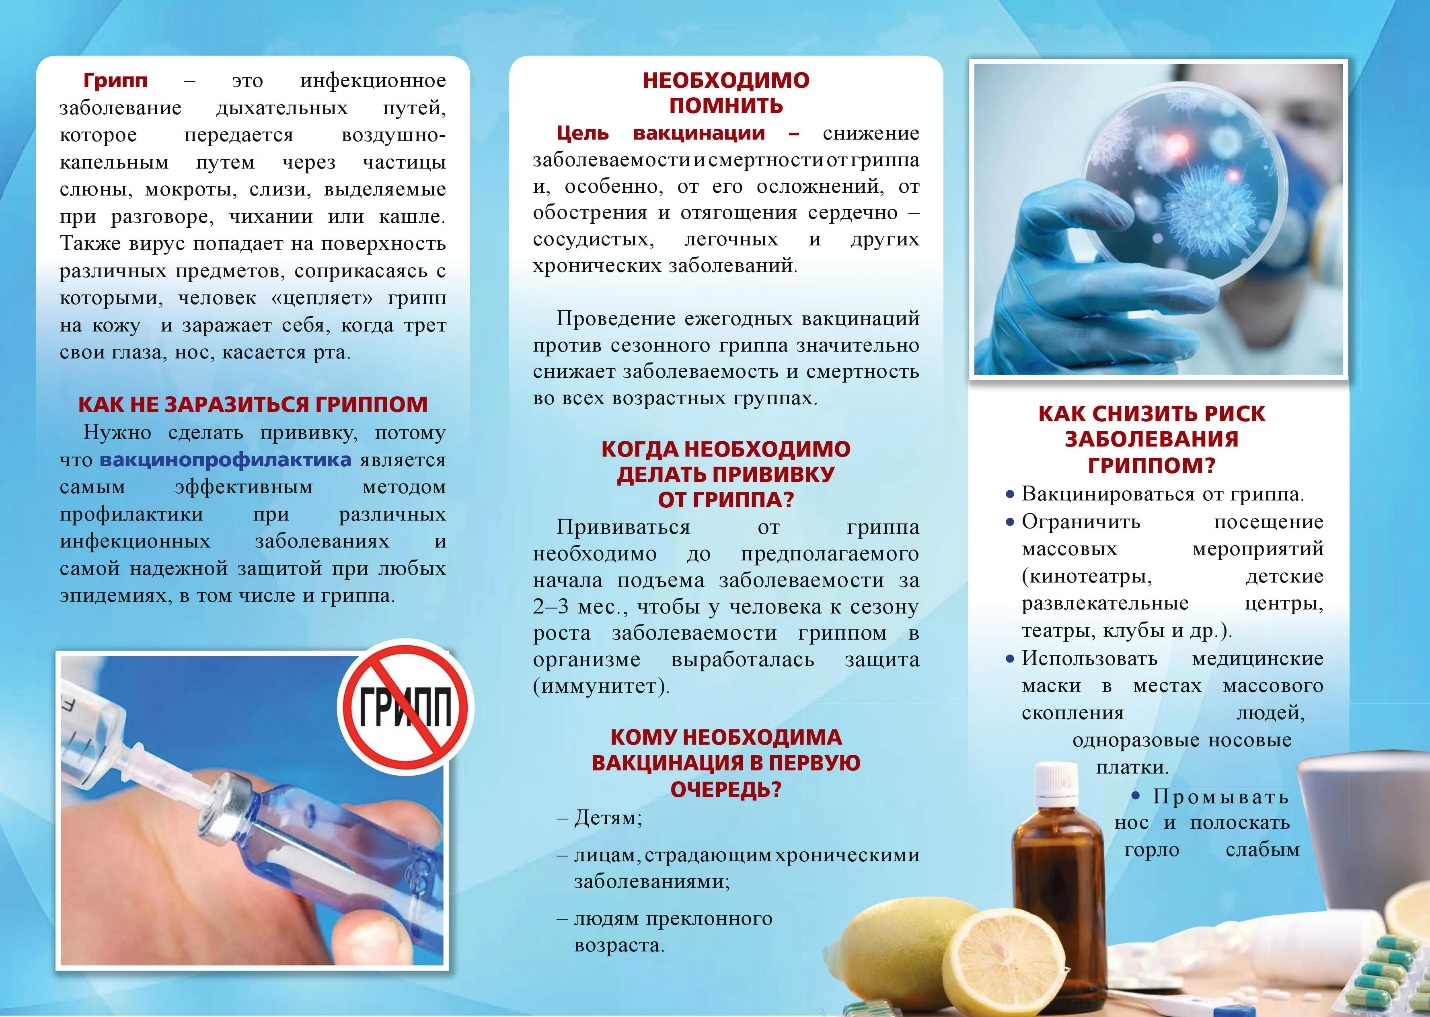 Грипп – это инфекционное
заболевание дыхательных путей,
которое передается воздушно-
капельным путем через частицы
слюны, мокроты, слизи, выделяемые
при разговоре, чихании или кашле.
Также вирус попадает на поверхность
различных предметов, соприкасаясь с
которыми, человек «цепляет» грипп
на кожу и заражает себя, когда трет
свои глаза, нос, касается рта.
КАК НЕ ЗАРАЗИТЬСЯ ГРИППОМ
Нужно сделать прививку, потому
что вакцинопрофилактика является
самым эффективным методом
профилактики при различных
инфекционных заболеваниях и
самой надежной защитой при любых
эпидемиях, в том числе и гриппа.
ГРИПП
НЕОБХОДИМО
ПОМНИТЬ
Цель вакцинации – снижение
заболеваемости и смертности от гриппа
и, особенно, от его осложнений, от
обострения и отягощения сердечно –
сосудистых, легочных и других
хронических заболеваний.
Проведение ежегодных вакцинаций
против сезонного гриппа значительно
снижает заболеваемость и смертность
во всех возрастных группах.
КОГДА НЕОБХОДИМО
ДЕЛАТЬ ПРИВИВКУ
ОТ ГРИППА?
Прививаться от гриппа
необходимо до предполагаемого
начала подъема заболеваемости за
2–3 мес., чтобы у человека к сезону
роста заболеваемости гриппом в
организме выработалась защита
(иммунитет).
КОМУ НЕОБХОДИМА
ВАКЦИНАЦИЯ В ПЕРВУЮ
ОЧЕРЕДЬ?
– Детям;
– лицам, страдающим хроническими
заболеваниями;
– людям преклонного
возраста.
КАК СНИЗИТЬ РИСК
ЗАБОЛЕВАНИЯ
ГРИППОМ?
• Вакцинироваться от гриппа.
• Ограничить посещение
массовых мероприятий
(кинотеатры, детские
развлекательные центры,
театры, клубы и др.).
• Использовать медицинские
маски в местах массового
скопления людей,
одноразовые носовые
платки.
• Промывать
нос и полоскать
горло слабым